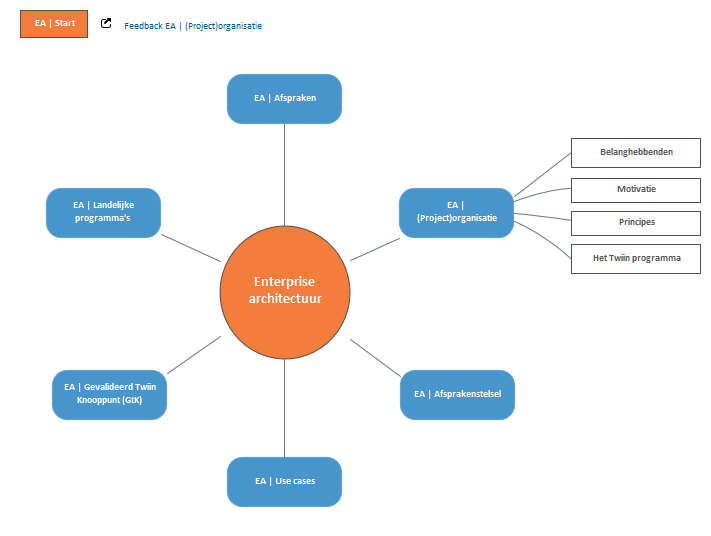 EA | Start
Feedback EA | (Project)organisatie
EA | Afspraken
Belanghebbenden
Motivatie
Principes
Het Twiin programma
EA |
(Project)organisatie
EA | Landelijke
programma's
Enterprise
architectuur
EA | Gevalideerd Twiin
Knooppunt (GtK)
EA | Afsprakenstelsel
EA | Use cases